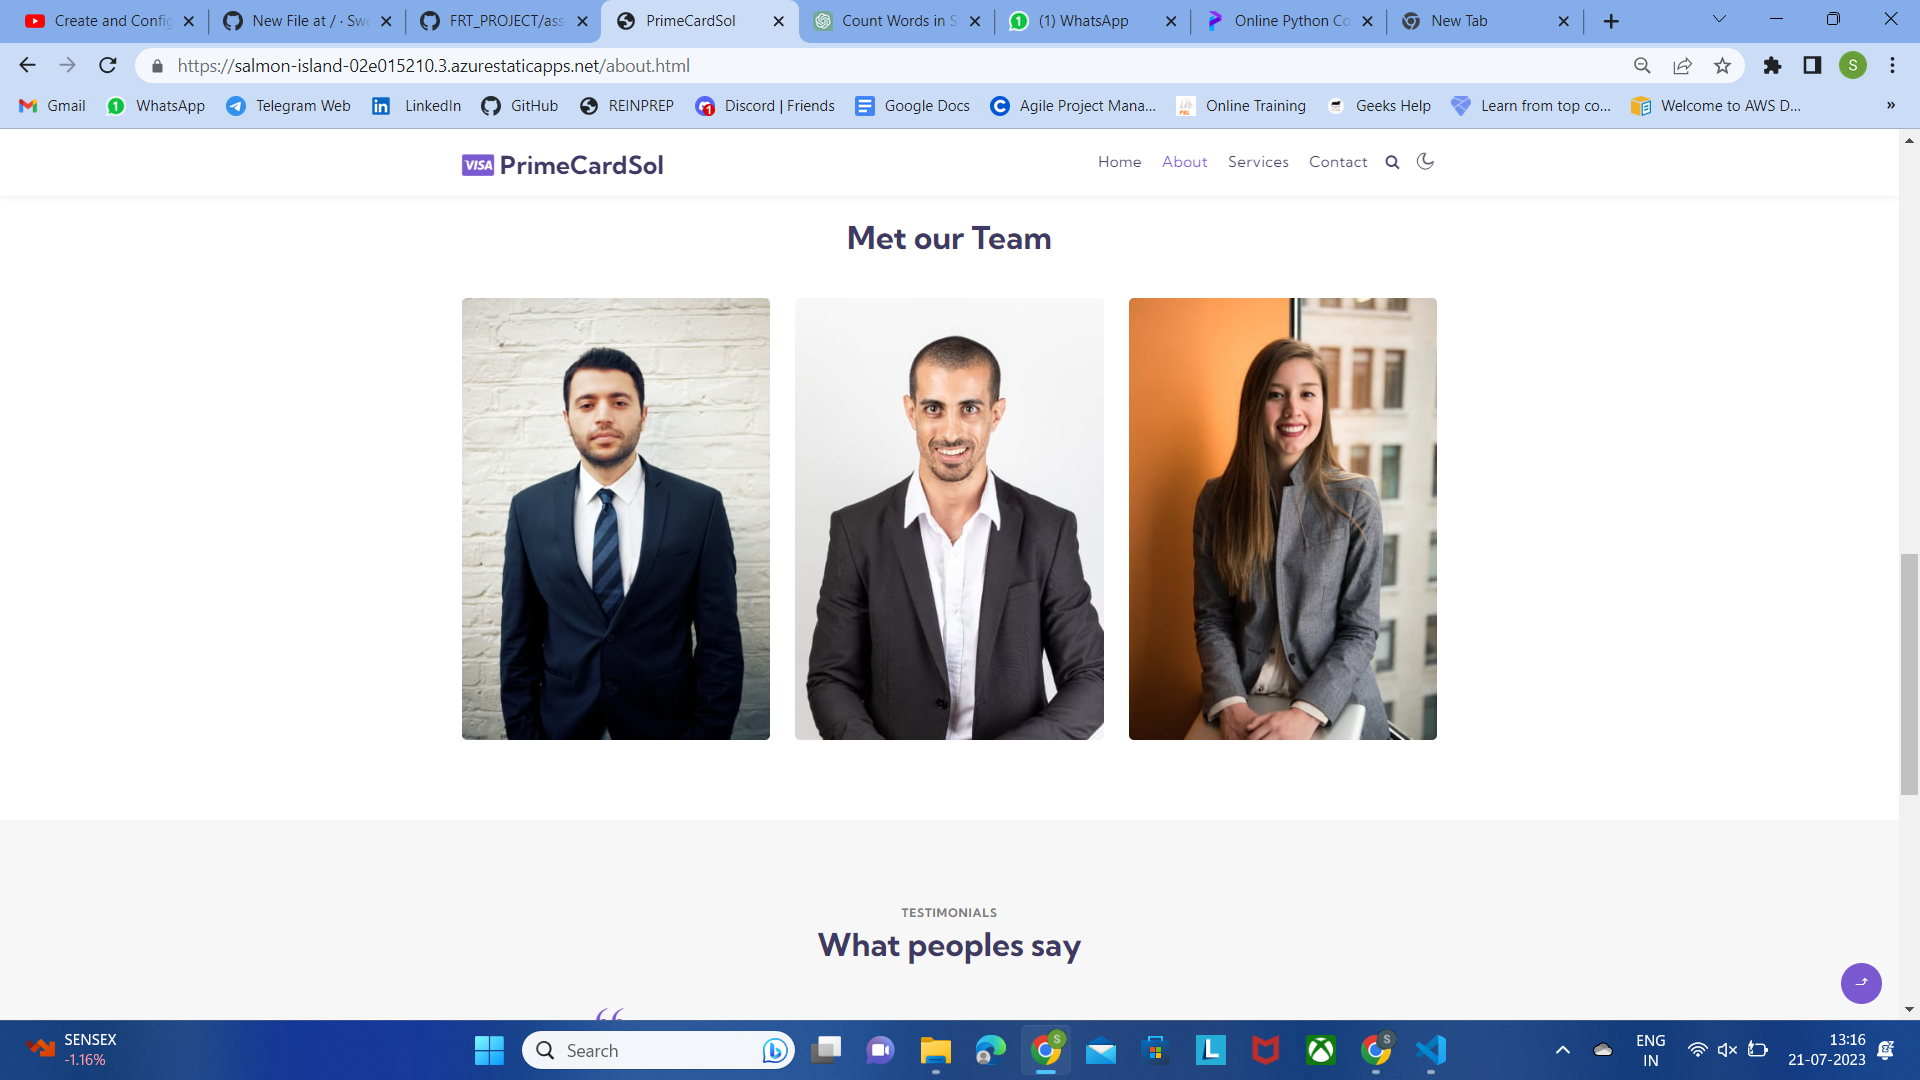 Create and Config
New File at / · Swe
FRT_PROJECT/ass
PrimeCardSol
Count Words in S
(1) WhatsApp
Online Python Co
New Tab
https://salmon-island-02e015210.3.azurestaticapps.net/about.html
S
Gmail
WhatsApp
Telegram Web
LinkedIn
GitHub
REINPREP
Discord | Friends
Google Docs
Agile Project Mana...
Online Training
Geeks Help
Learn from top co...
Welcome to AWS D...
»
VISA PrimeCardSol
Home
About
Services
Contact
Met our Team
TESTIMONIALS
What peoples say
“
SENSEX
-1.16%
Search
ENG
IN
13:16
21-07-2023